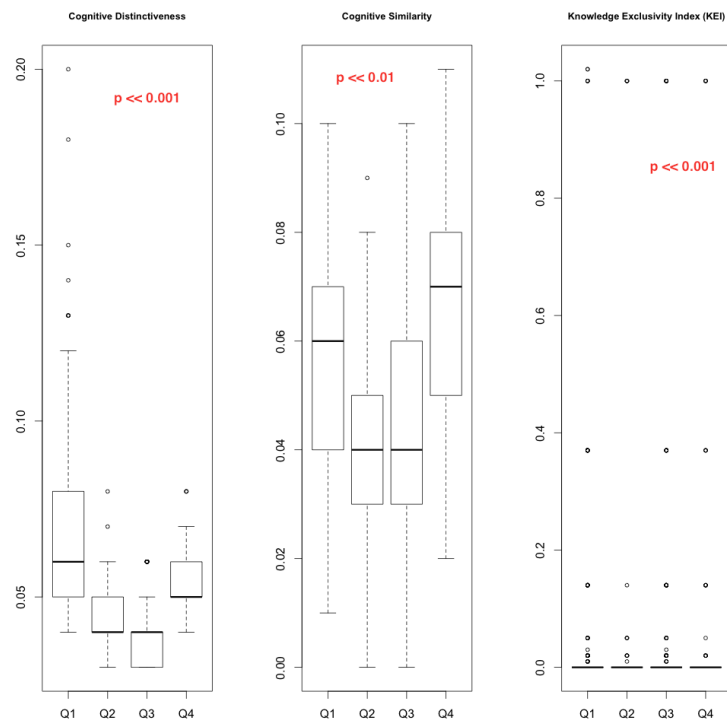 Cognitive Distinctiveness
p << 0.001
0.20
0.15
0.10
0.05
Q1 Q2 Q3 Q4
Cognitive Similarity
p << 0.01
0.10
0.08
0.06
0.04
0.02
0.00
Q1 Q2 Q3 Q4
Knowledge Exclusivity Index (KEI)
p << 0.001
1.0
0.8
0.6
0.4
0.2
0.0
Q1 Q2 Q3 Q4